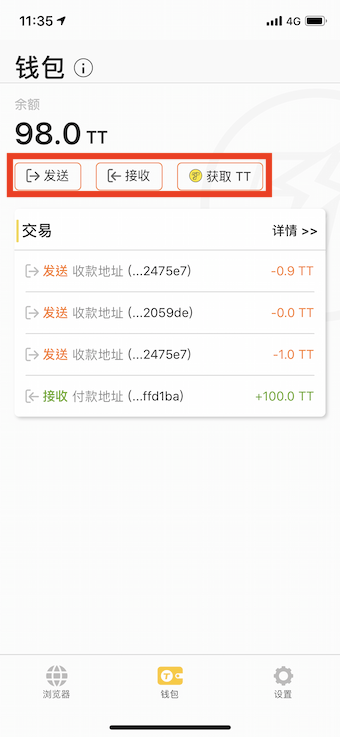 11:35
4G
钱包
余额
98.0 TT
发送 接收 获取 TT
交易 详情 >>
发送 收款地址 (...2475e7) -0.9 TT
发送 收款地址 (...2059de) -0.0 TT
发送 收款地址 (...2475e7) -1.0 TT
接收 付款地址 (...ffd1ba) +100.0 TT
浏览器 钱包 设置